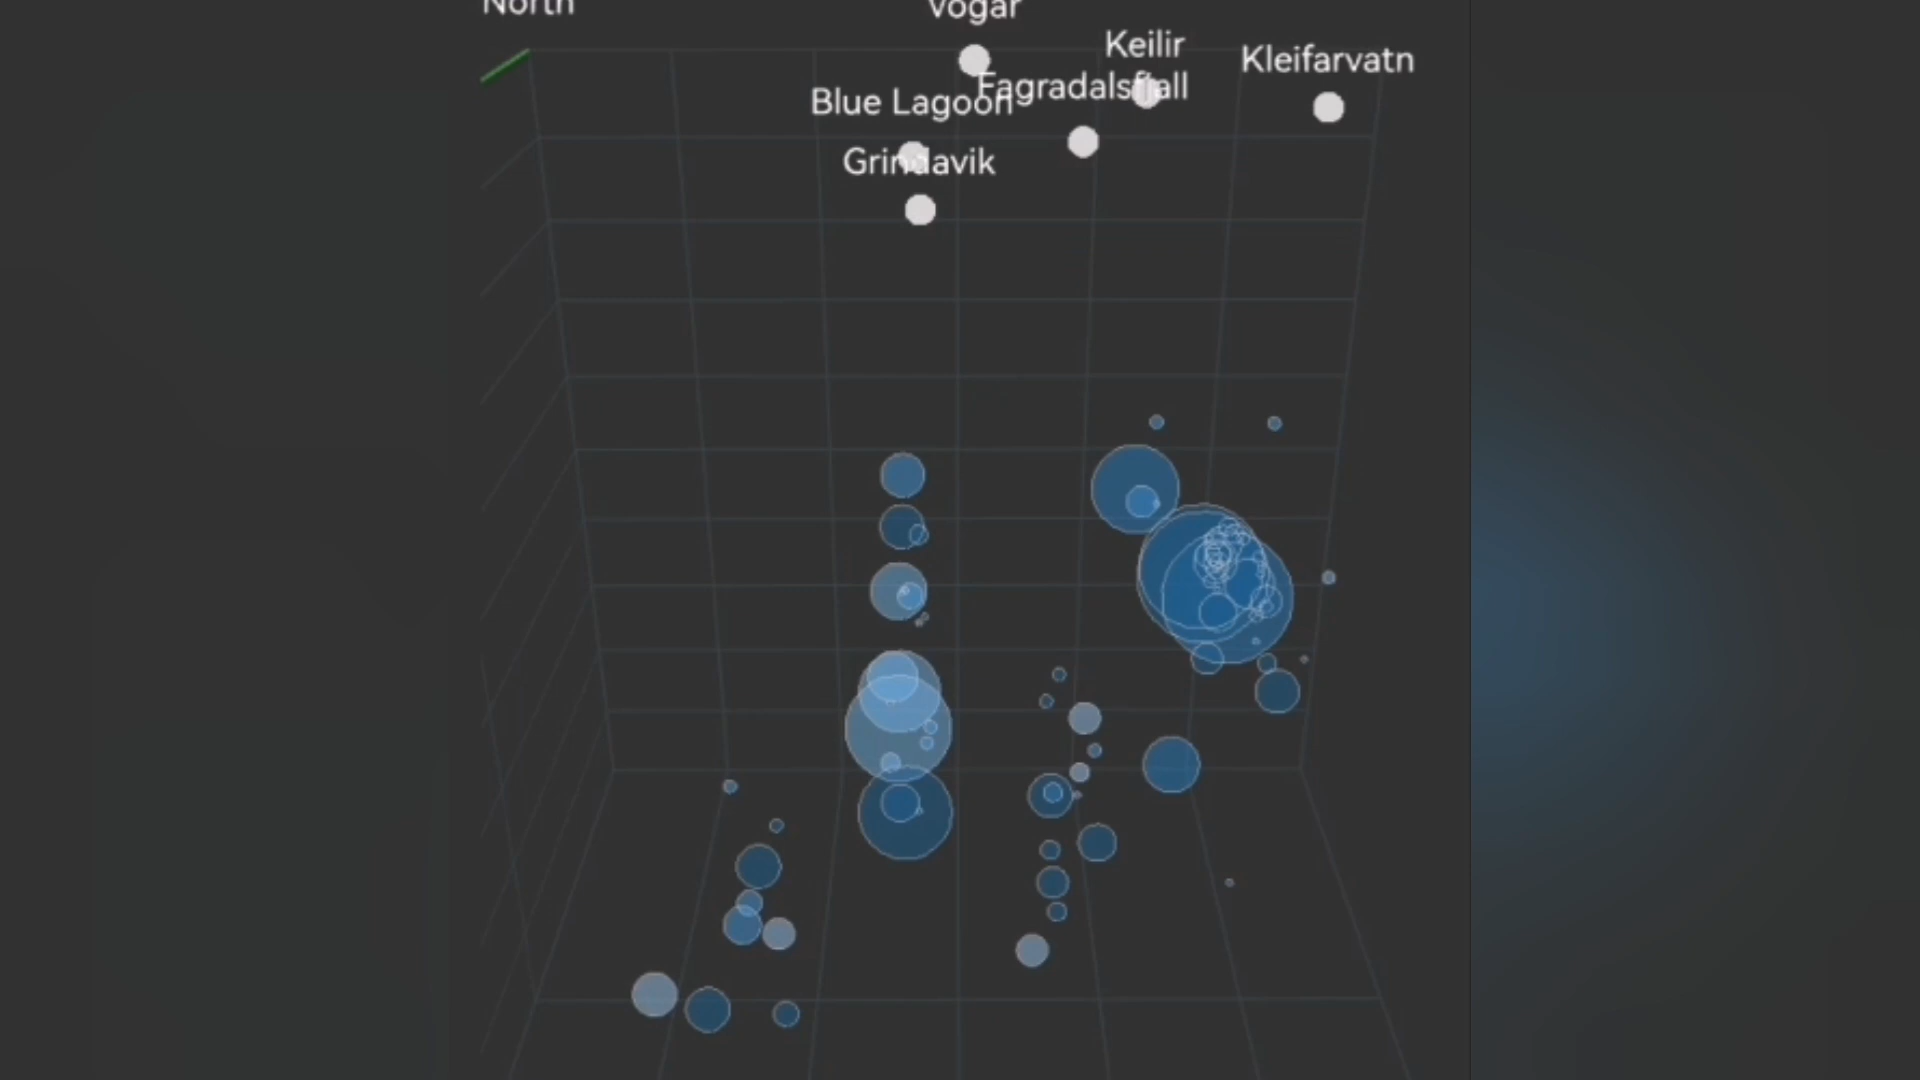 North
Vogar
Keilir
Kleifarvatn
Fagradalsfjall
Blue Lagoon
Grindavik